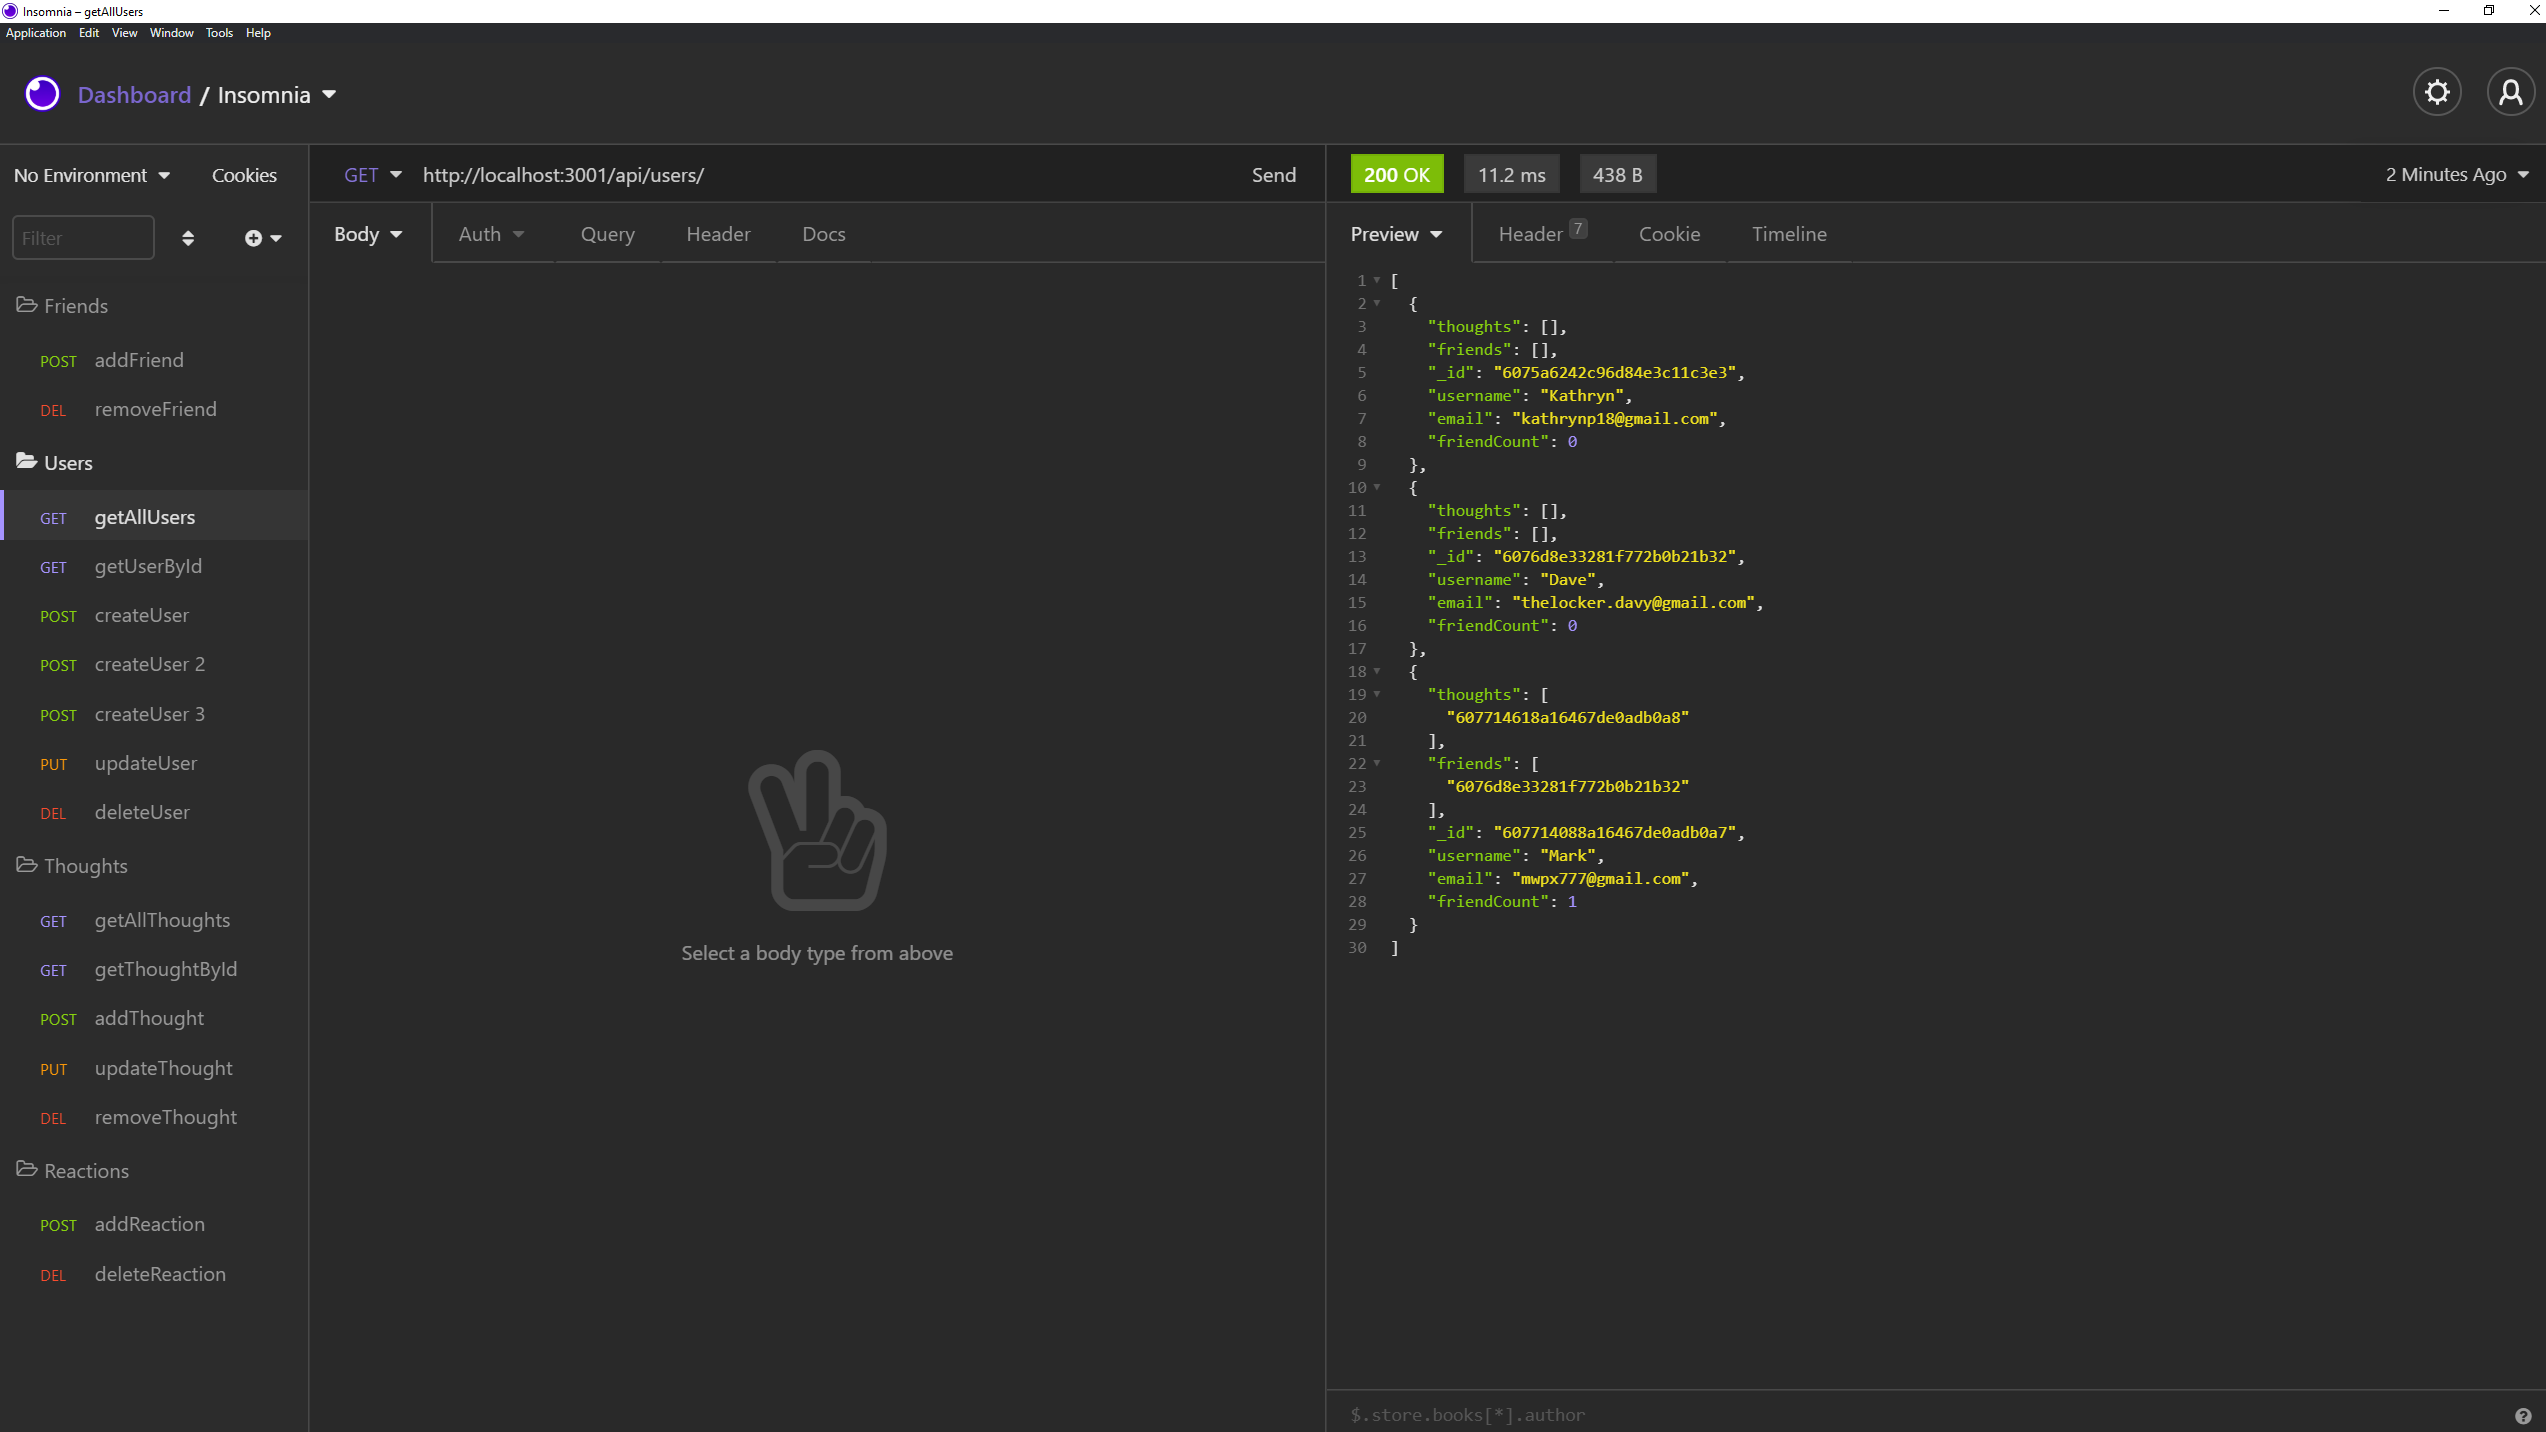 Insomnia – getAllUsers
Application Edit View Window Tools Help
Dashboard / Insomnia
No Environment Cookies
Filter
Friends
POST addFriend
DEL removeFriend
Users
GET getAllUsers
GET getUserById
POST createUser
POST createUser 2
POST createUser 3
PUT updateUser
DEL deleteUser
Thoughts
GET getAllThoughts
GET getThoughtById
POST addThought
PUT updateThought
DEL removeThought
Reactions
POST addReaction
DEL deleteReaction
GET http://localhost:3001/api/users/ Send
Body Auth Query Header Docs
Select a body type from above
200 OK 11.2 ms 438 B 2 Minutes Ago
Preview Header 7 Cookie Timeline
1 [
2 {
3 "thoughts": [],
4 "friends": [],
5 "_id": "6075a6242c96d84e3c11c3e3",
6 "username": "Kathryn",
7 "email": "kathrynp18@gmail.com",
8 "friendCount": 0
9 },
10 {
11 "thoughts": [],
12 "friends": [],
13 "_id": "6076d8e33281f772b0b21b32",
14 "username": "Dave",
15 "email": "thelocker.davy@gmail.com",
16 "friendCount": 0
17 },
18 {
19 "thoughts": [
20 "607714618a16467de0adb0a8"
21 ],
22 "friends": [
23 "6076d8e33281f772b0b21b32"
24 ],
25 "_id": "607714088a16467de0adb0a7",
26 "username": "Mark",
27 "email": "mwpx777@gmail.com",
28 "friendCount": 1
29 }
30 ]
$.store.books[*].author